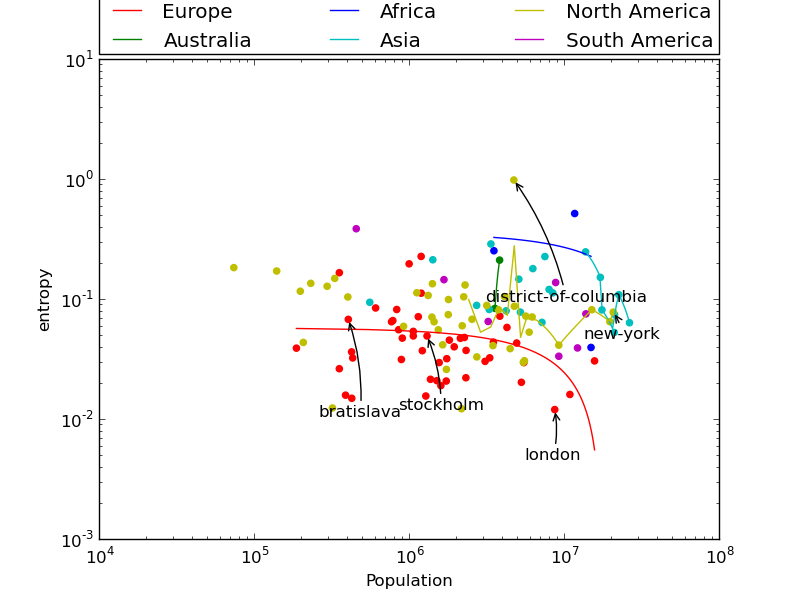 Europe Africa North America
Australia Asia South America
10^1
10^0
10^-1
10^-2
10^-3
entropy
district-of-columbia
new-york
bratislava
stockholm
london
10^4 10^5 10^6 10^7 10^8
Population